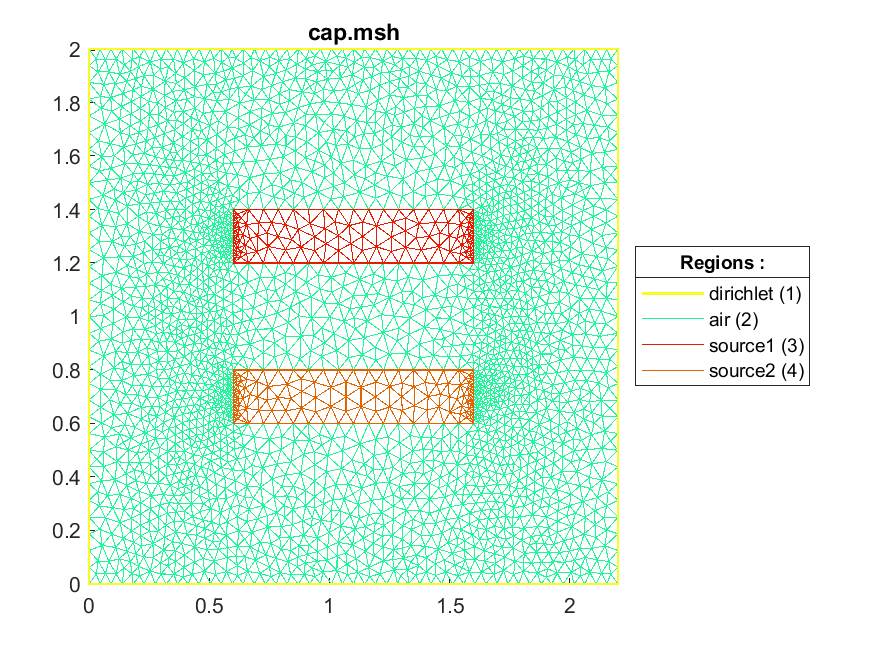 cap.msh
2
1.8
1.6
1.4
1.2
1
0.8
0.6
0.4
0.2
0
0 0.5 1 1.5 2
Regions :
dirichlet (1)
air (2)
source1 (3)
source2 (4)